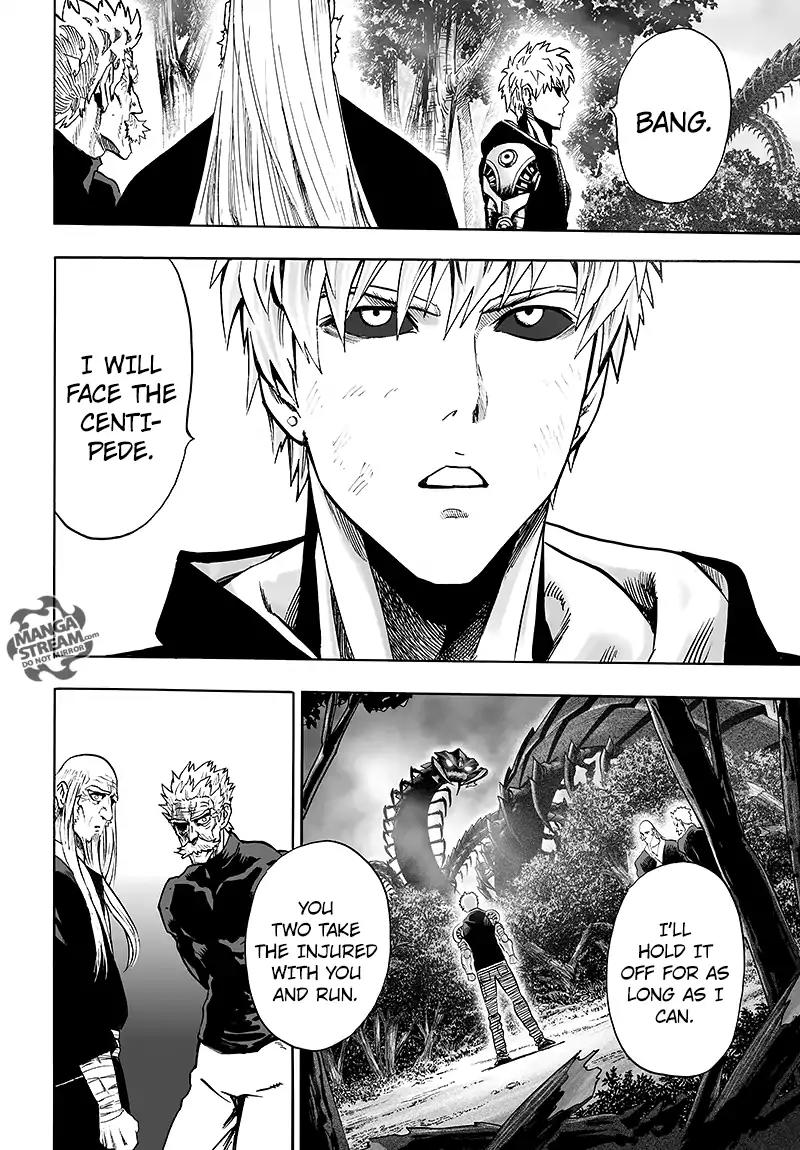 BANG.
I WILL
FACE THE
CENTI-
PEDE.
MANGA
STREAM.com
DO NOT MIRROR
I'LL
HOLD IT
OFF FOR AS
LONG AS I
CAN.
YOU
TWO TAKE
THE INJURED
WITH YOU
AND RUN.